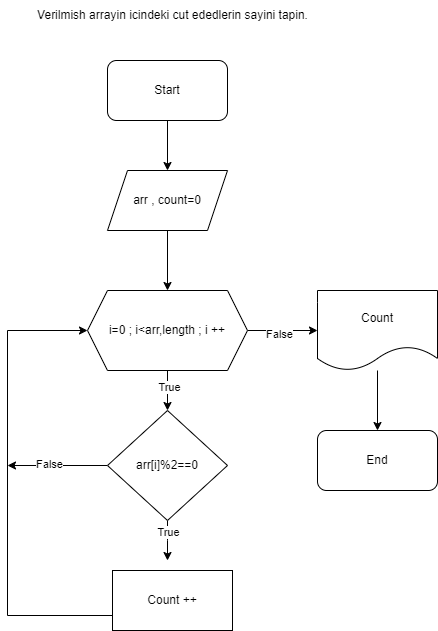 Verilmish arrayin icindeki cut ededlerin sayini tapin.
Start
arr , count=0
i=0 ; i<arr,length ; i ++
False
Count
True
End
arr[i]%2==0
False
True
Count ++